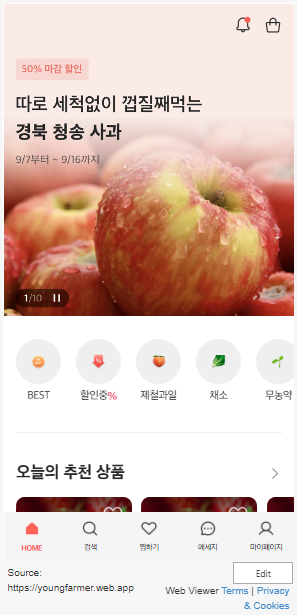 50% 마감 할인
따로 세척없이 껍질째먹는
경북 청송 사과
9/7부터 ~ 9/16까지
1/10
BEST
할인중%
제철과일
채소
무농약
오늘의 추천 상품
HOME
검색
찜하기
메세지
마이페이지
Source:
https://youngfarmer.web.app
Edit
Web Viewer Terms | Privacy
& Cookies